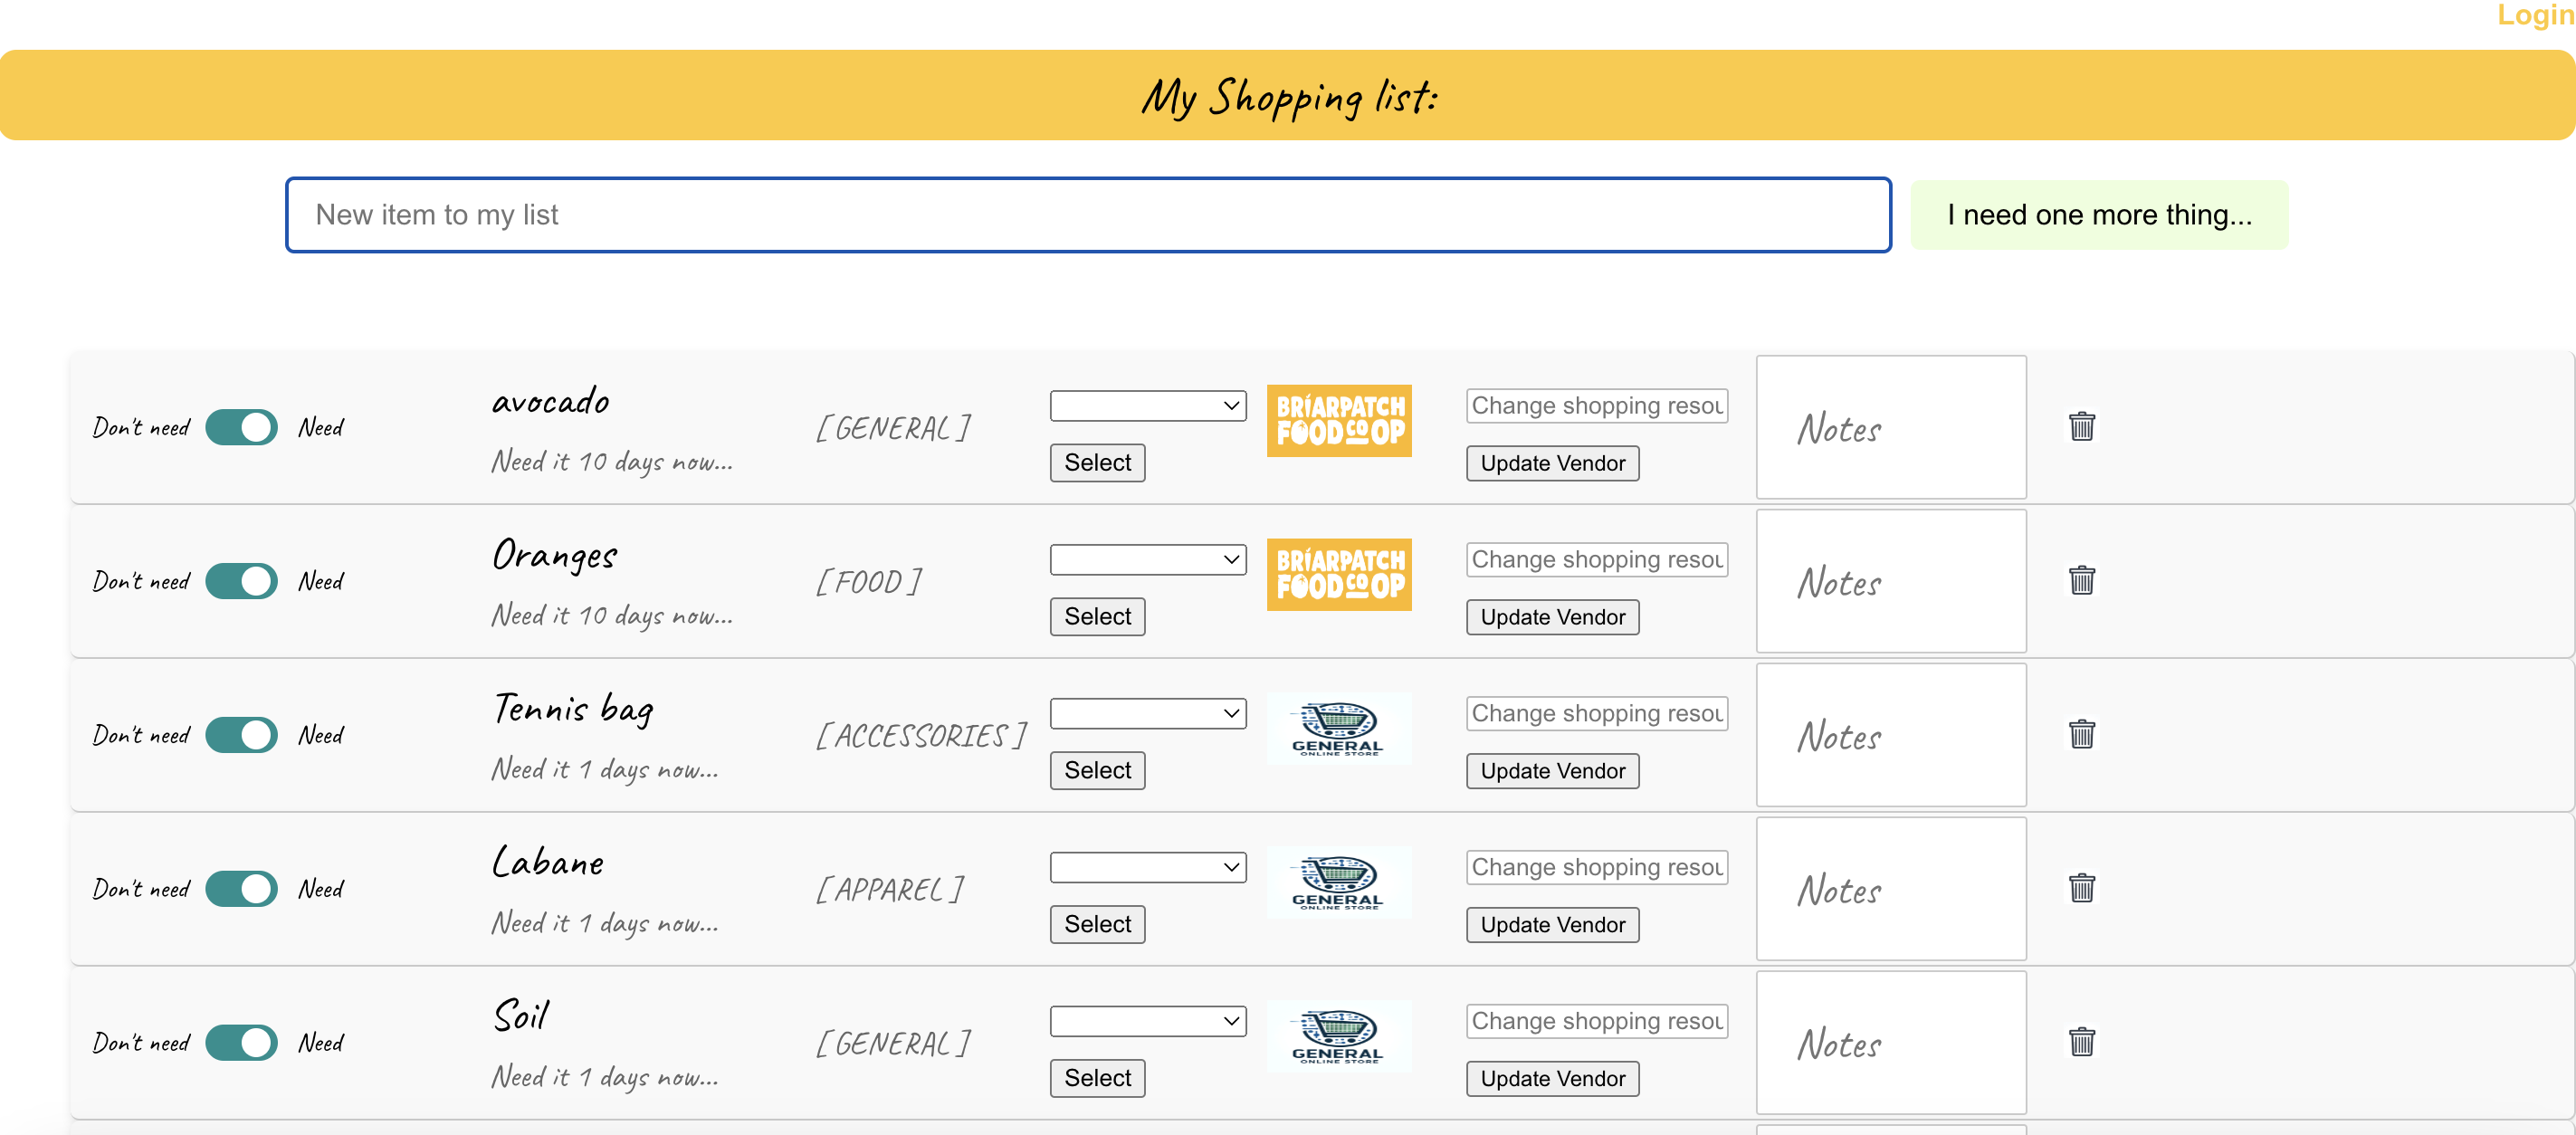 Login
My Shopping list:
New item to my list
I need one more thing...
Don't need Need
avocado
Need it 10 days now...
[ GENERAL ]
Select
BRIARPATCH
FOOD CO OP
Change shopping resou
Update Vendor
Notes
Don't need Need
Oranges
Need it 10 days now...
[ FOOD ]
Select
BRIARPATCH
FOOD CO OP
Change shopping resou
Update Vendor
Notes
Don't need Need
Tennis bag
Need it 1 days now...
[ ACCESSORIES ]
Select
GENERAL
ONLINE STORE
Change shopping resou
Update Vendor
Notes
Don't need Need
Labane
Need it 1 days now...
[ APPAREL ]
Select
GENERAL
ONLINE STORE
Change shopping resou
Update Vendor
Notes
Don't need Need
Soil
Need it 1 days now...
[ GENERAL ]
Select
GENERAL
ONLINE STORE
Change shopping resou
Update Vendor
Notes